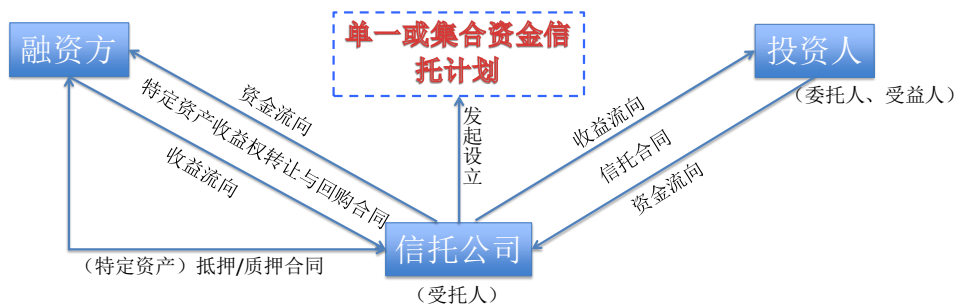 融资方
单一或集合资金信
托计划
投资人
（委托人、受益人）
资金流向
特定资产收益权转让与回购合同
收益流向
发起设立
收益流向
信托合同
资金流向
信托公司
（特定资产）抵押/质押合同
（受托人）